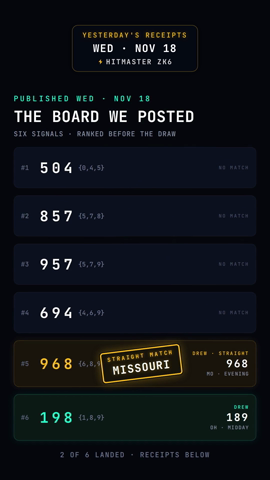 YESTERDAY'S RECEIPTS
WED · NOV 18
⚡HITMASTER ZK6
PUBLISHED WED · NOV 18
THE BOARD WE POSTED
SIX SIGNALS · RANKED BEFORE THE DRAW
#1 504 {0,4,5} NO MATCH
#2 857 {5,7,8} NO MATCH
#3 957 {5,7,9} NO MATCH
#4 694 {4,6,9} NO MATCH
#5 968 {6,8,9
STRAIGHT MATCH
MISSOURI
DREW · STRAIGHT
968
MO · EVENING
#6 198 {1,8,9}
DREW
189
OH · MIDDAY
2 OF 6 LANDED · RECEIPTS BELOW